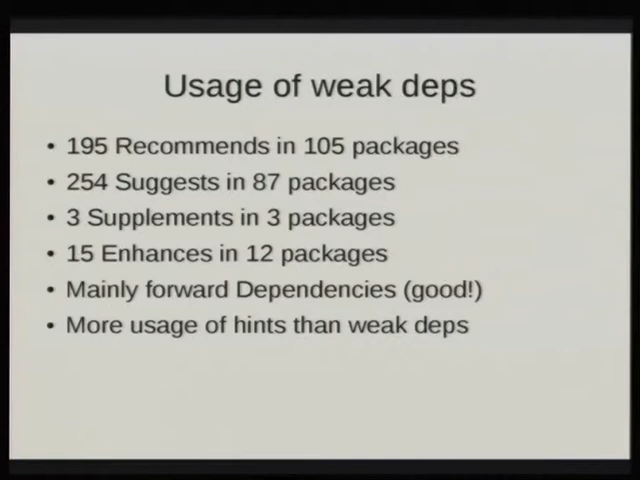 Usage of weak deps
• 195 Recommends in 105 packages
• 254 Suggests in 87 packages
• 3 Supplements in 3 packages
• 15 Enhances in 12 packages
• Mainly forward Dependencies (good!)
• More usage of hints than weak deps